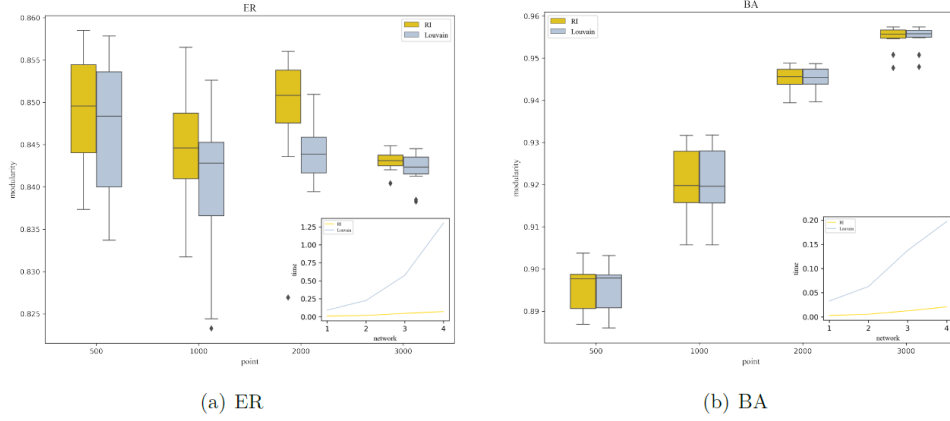 ER
0.860
0.855
0.850
0.845
0.840
0.835
0.830
0.825
modularity
500
1000
2000
3000
point
RI
Louvain
RI
Louvain
1.25
1.00
0.75
0.50
0.25
0.00
time
1
2
3
4
network
(a) ER
BA
0.96
0.95
0.94
0.93
0.92
0.91
0.90
0.89
modularity
500
1000
2000
3000
point
RI
Louvain
RI
Louvain
0.20
0.15
0.10
0.05
0.00
time
1
2
3
4
network
(b) BA